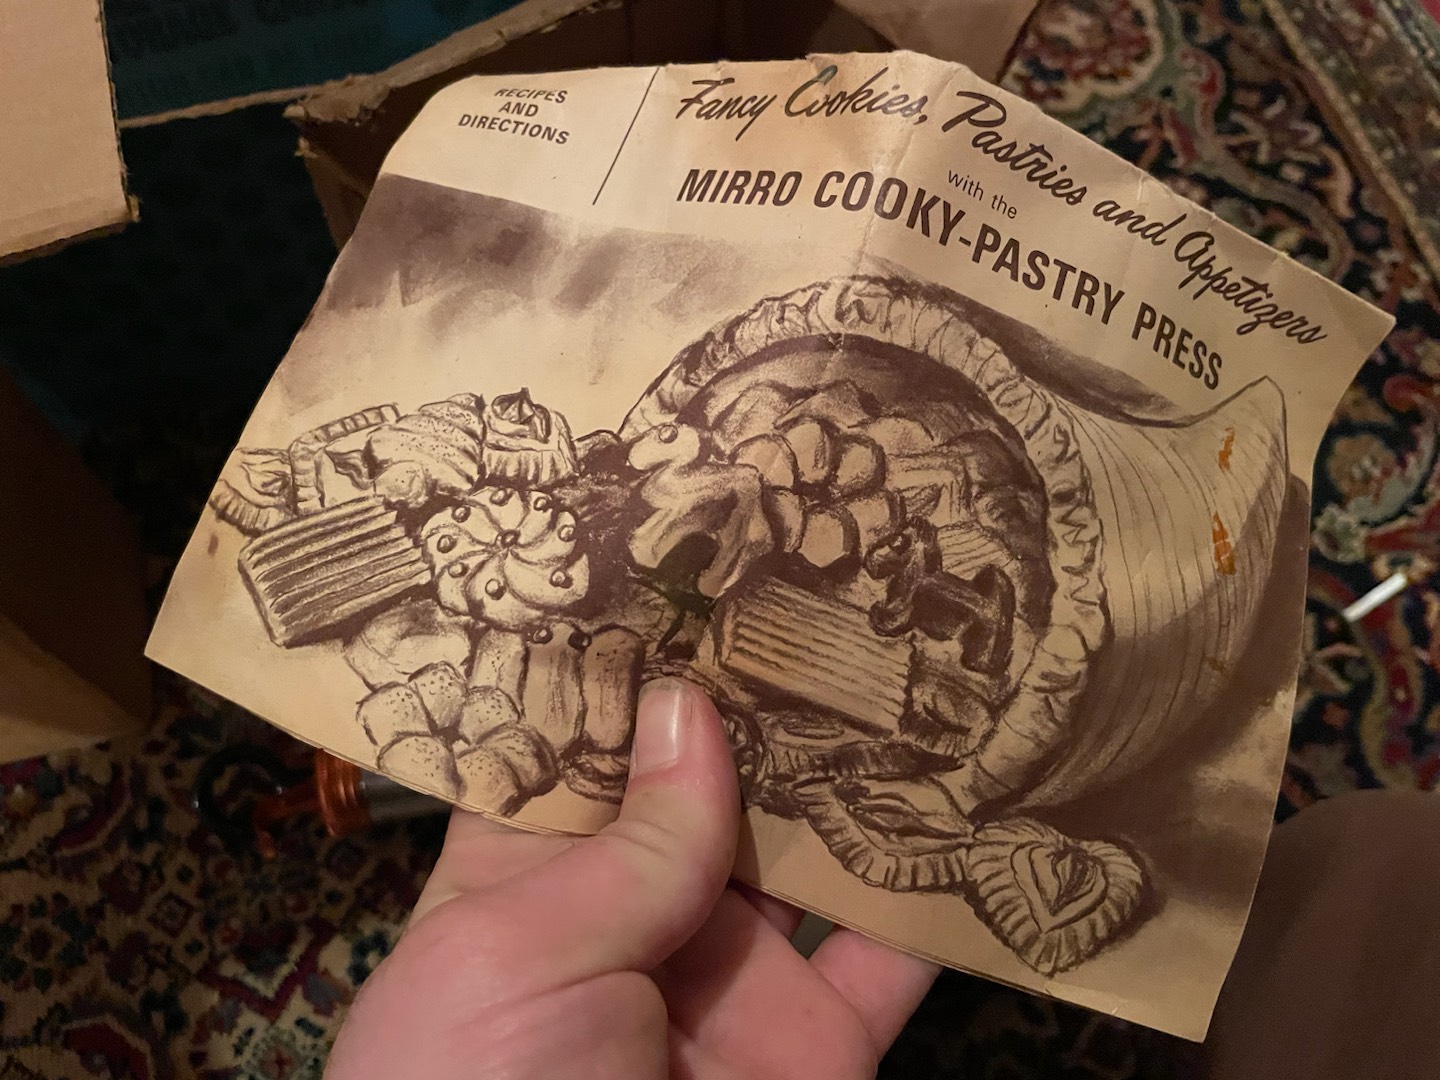 RECIPES
AND
DIRECTIONS
Fancy Cookies, Pastries and Appetizers
with the
MIRRO COOKY-PASTRY PRESS